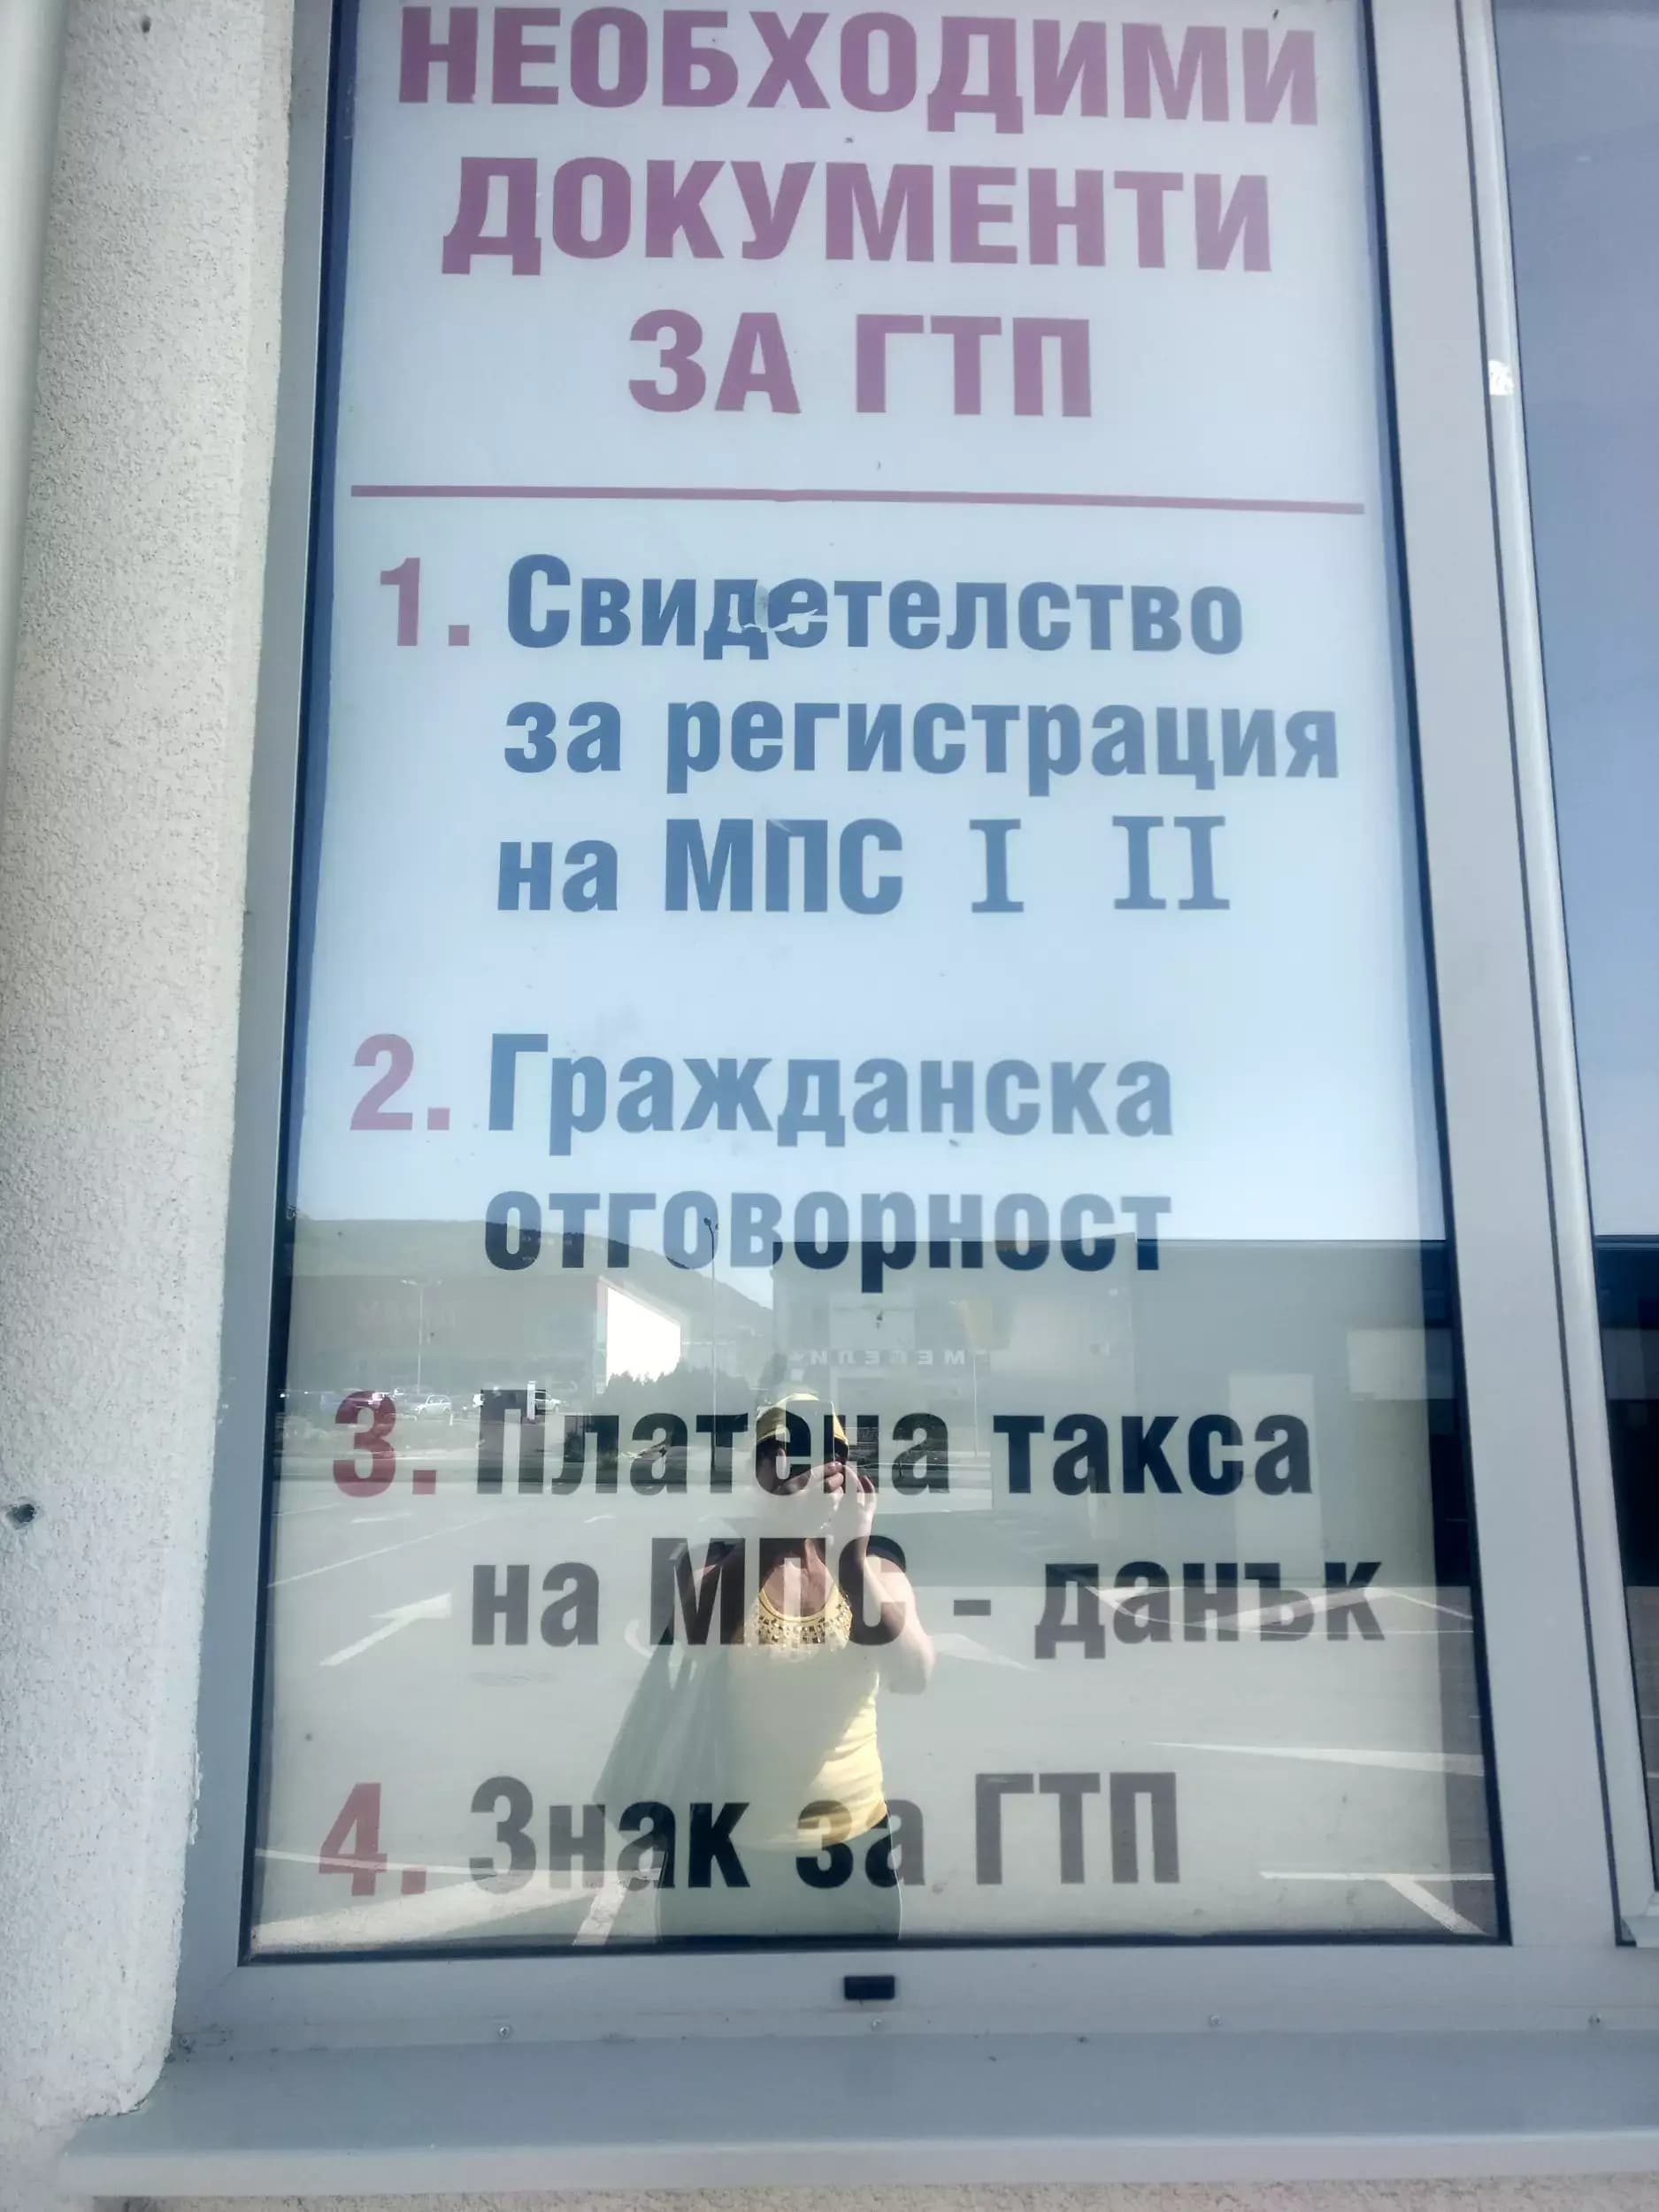 НЕОБХОДИМИ
ДОКУМЕНТИ
ЗА ГТП
1. Свидетелство
за регистрация
на МПС I II
2. Гражданска
отговорност
3. Платена такса
на МПС - данък
4. Знак за ГТП
МЕБЕЛИ